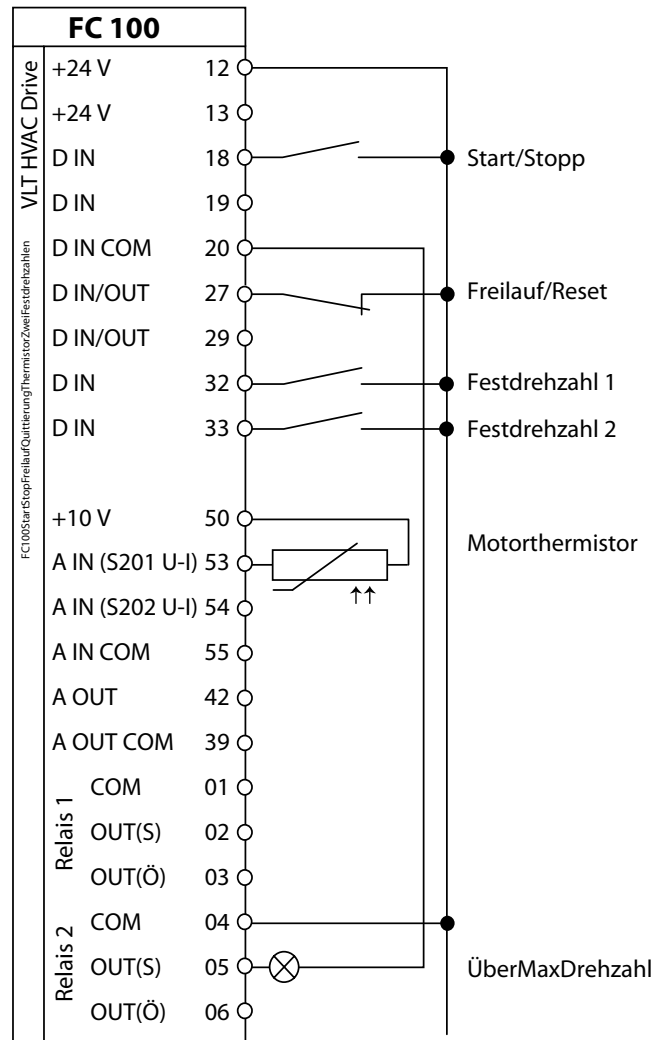 FC 100
VLT HVAC Drive
FC100StartStopFreilaufQuittierungThermistorZweiFestdrehzahlen
+24 V 12
+24 V 13
D IN 18 Start/Stopp
D IN 19
D IN COM 20
D IN/OUT 27 Freilauf/Reset
D IN/OUT 29
D IN 32 Festdrehzahl 1
D IN 33 Festdrehzahl 2
+10 V 50
Motorthermistor
A IN (S201 U-I) 53
A IN (S202 U-I) 54
A IN COM 55
A OUT 42
A OUT COM 39
Relais 1
COM 01
OUT(S) 02
OUT(Ö) 03
Relais 2
COM 04
OUT(S) 05 ÜberMaxDrehzahl
OUT(Ö) 06